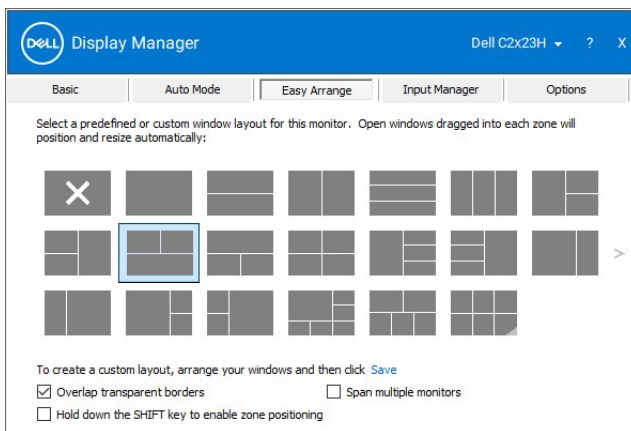 DELL Display Manager Dell C2x23H ? X
Basic Auto Mode Easy Arrange Input Manager Options
Select a predefined or custom window layout for this monitor. Open windows dragged into each zone will
position and resize automatically:
>
To create a custom layout, arrange your windows and then click Save
Overlap transparent borders Span multiple monitors
Hold down the SHIFT key to enable zone positioning